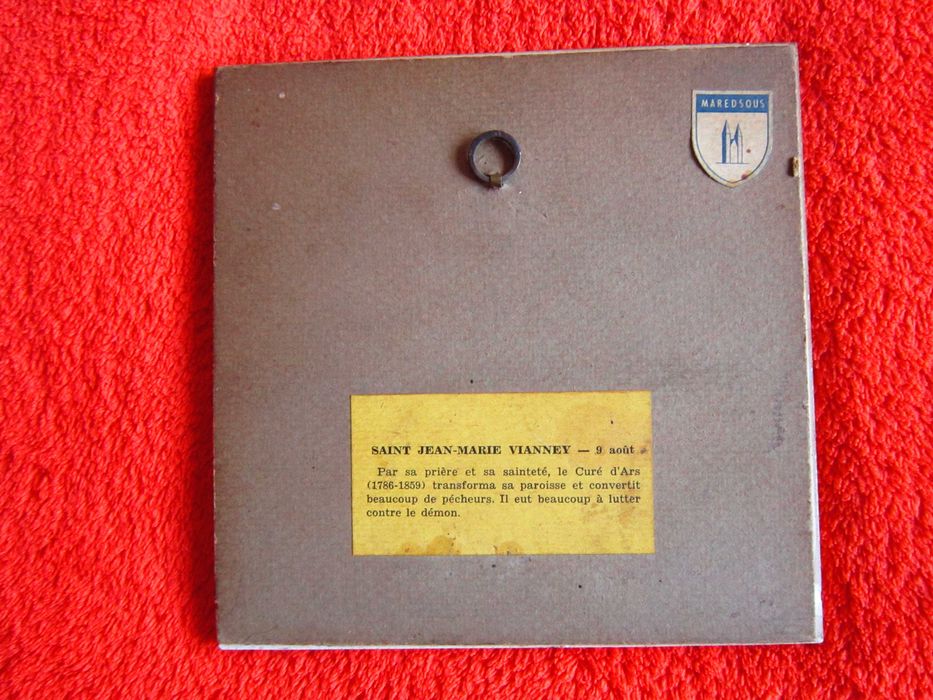 MAREDSOUS
SAINT JEAN-MARIE VIANNEY — 9 août
Par sa prière et sa sainteté, le Curé d'Ars
(1786-1859) transforma sa paroisse et convertit
beaucoup de pécheurs. Il eut beaucoup à lutter
contre le démon.